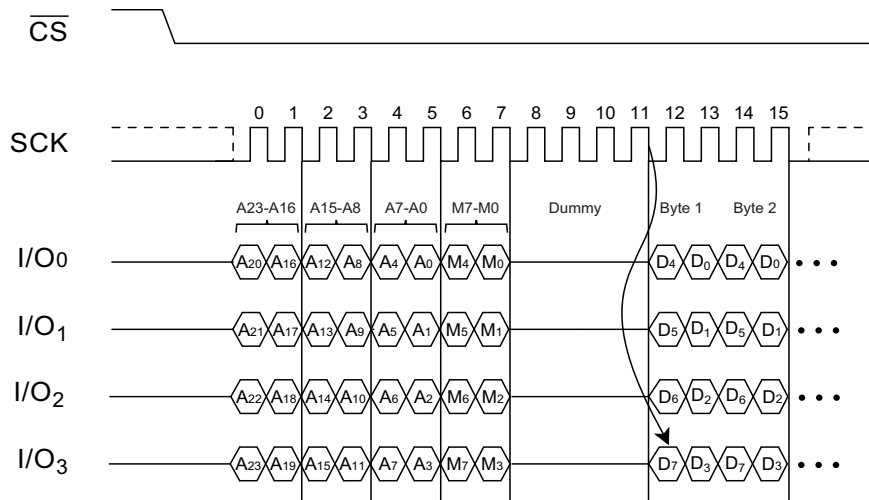 CS
0 1 2 3 4 5 6 7 8 9 10 11 12 13 14 15
SCK
A23-A16 A15-A8 A7-A0 M7-M0 Dummy Byte 1 Byte 2
I/O0 A20 A16 A12 A8 A4 A0 M4 M0 D4 D0 D4 D0 • • •
I/O1 A21 A17 A13 A9 A5 A1 M5 M1 D5 D1 D5 D1 • • •
I/O2 A22 A18 A14 A10 A6 A2 M6 M2 D6 D2 D6 D2 • • •
I/O3 A23 A19 A15 A11 A7 A3 M7 M3 D7 D3 D7 D3 • • •